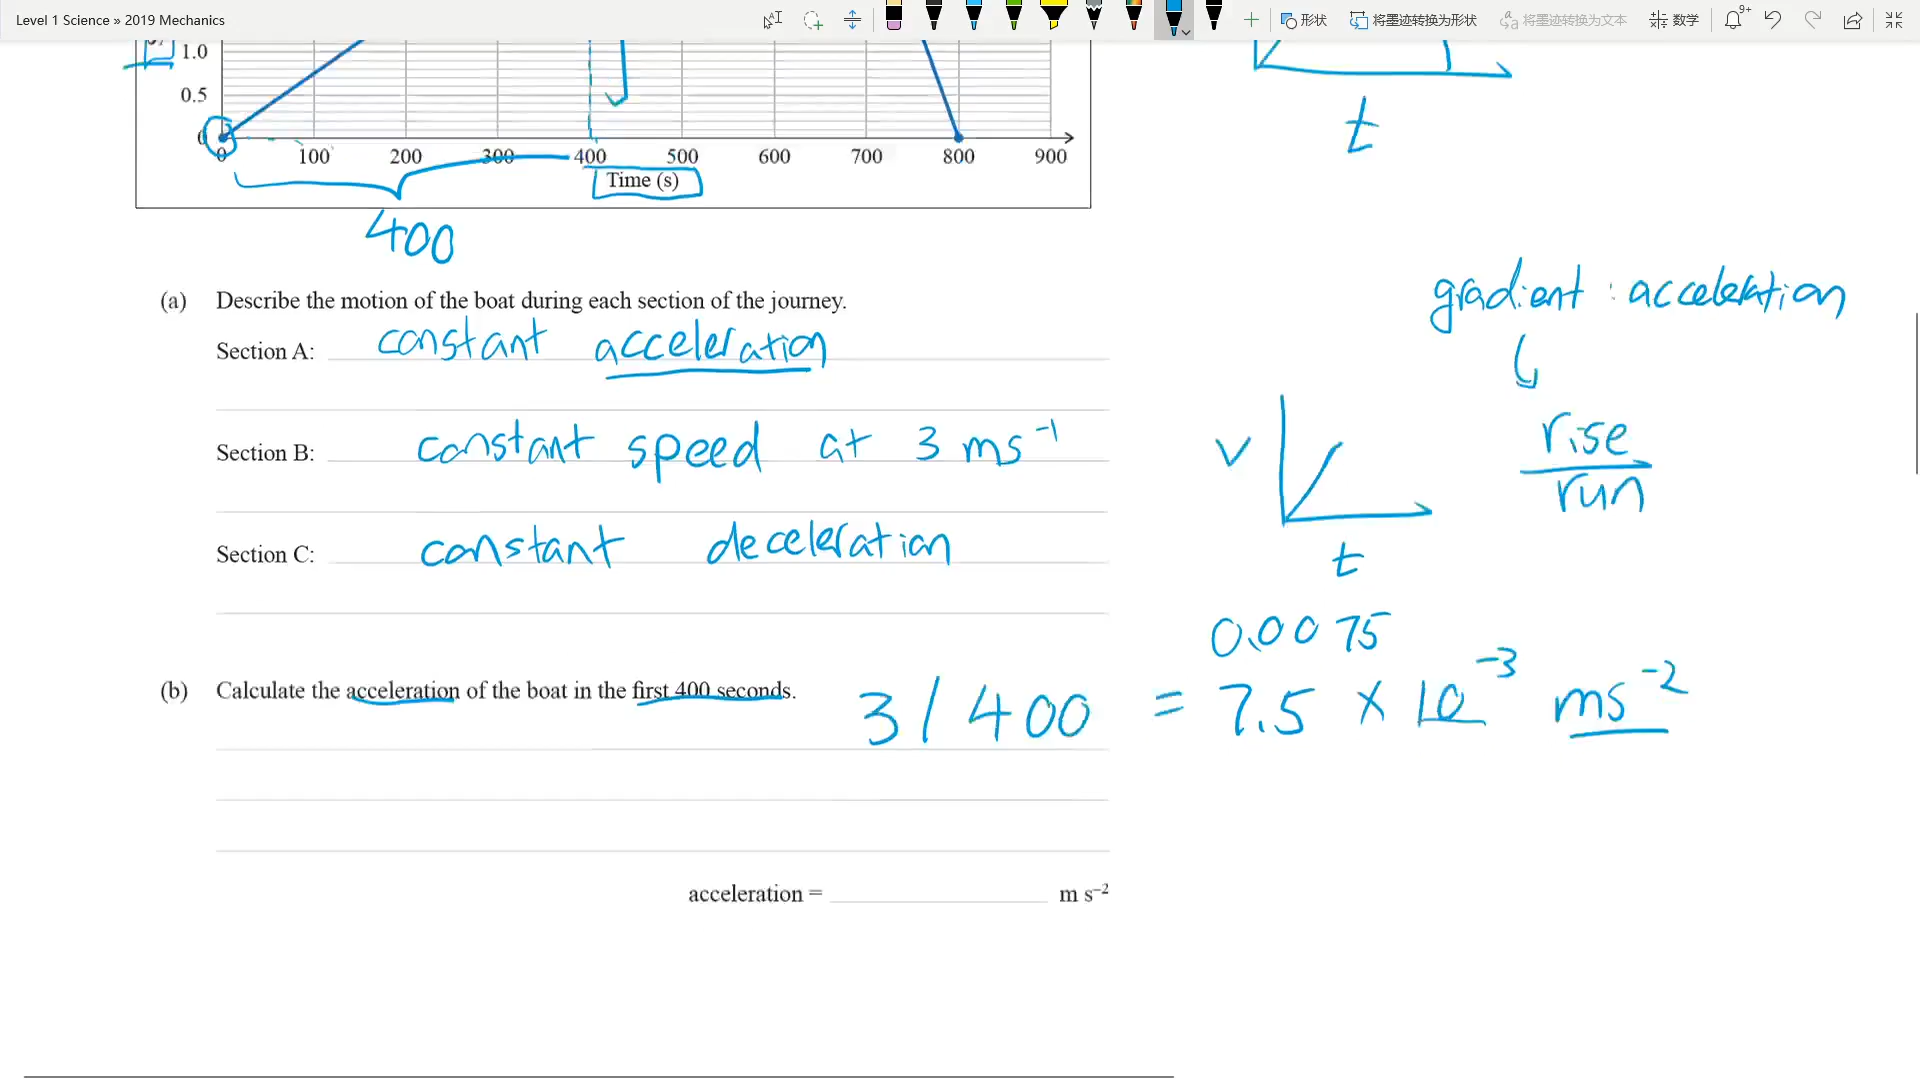 Level 1 Science » 2019 Mechanics
形状 将墨迹转换为形状 将墨迹转换为文本 数学 9+
1.0
0.5
0
0 100 200 300 400 500 600 700 800 900
Time (s)
t
400
gradient : acceleration
(a) Describe the motion of the boat during each section of the journey.
Section A: constant acceleration
rise
run
Section B: constant speed at 3 ms⁻¹
v
Section C: constant deceleration
t
0.0075
(b) Calculate the acceleration of the boat in the first 400 seconds. 3 / 400 = 7.5 × 10⁻³ ms⁻²
acceleration = m s⁻²